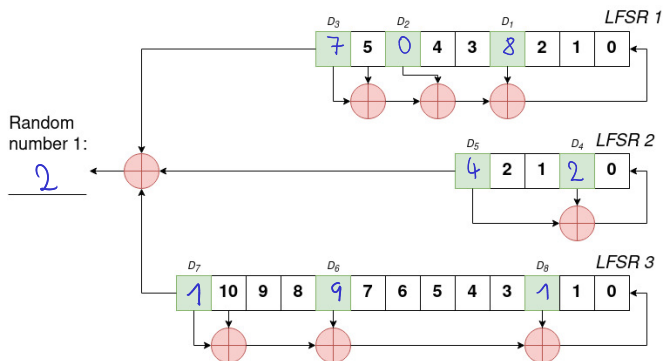 LFSR 1
D3 D2 D1
7 5 0 4 3 8 2 1 0
Random
number 1:
2
LFSR 2
D5 D4
4 2 1 2 0
LFSR 3
D7 D6 D8
1 10 9 8 9 7 6 5 4 3 1 1 0